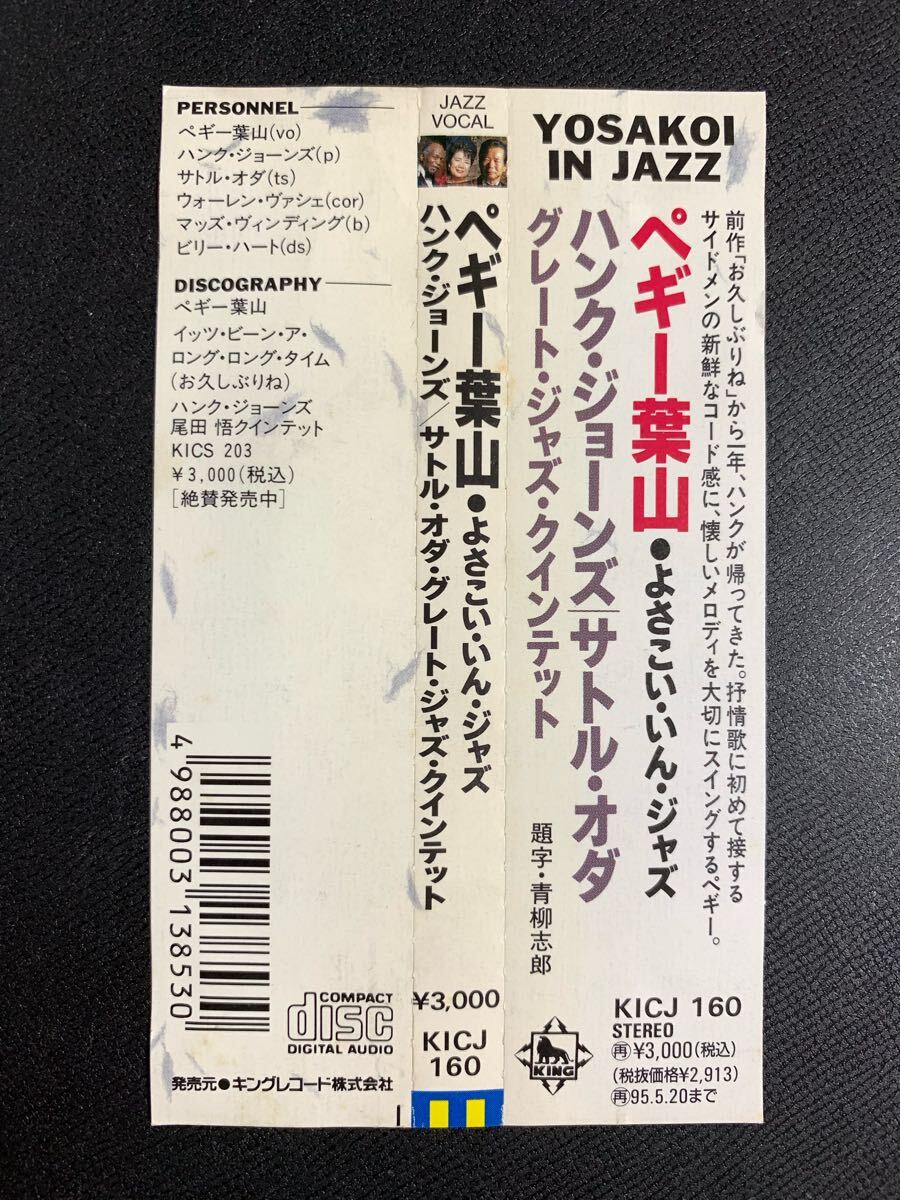 PERSONNEL
ペギー葉山(vo)
ハンク・ジョーンズ(p)
サトル・オダ(ts)
ウォーレン・ヴァシェ(cor)
マッズ・ヴィンディング(b)
ビリー・ハート(ds)
DISCOGRAPHY
ペギー葉山
イッツ・ビーン・ア・
ロング・ロング・タイム
(お久しぶりね)
ハンク・ジョーンズ
尾田 悟クインテット
KICS 203
¥3,000(税込)
[絶賛発売中]
4 988003 138530
COMPACT
disc
DIGITAL AUDIO
発売元●キングレコード株式会社
JAZZ
VOCAL
ペギー葉山●よさこい・いん・ジャズ
ハンク・ジョーンズ/サトル・オダ・グレート・ジャズ・クインテット
¥3,000
KICJ
160
YOSAKOI
IN JAZZ
前作「お久しぶりね」から1年、ハンクが帰ってきた。抒情歌に初めて接する
サイドメンの新鮮なコード感に、懐しいメロディを大切にスイングするペギー。
ペギー葉山●よさこい・いん・ジャズ
ハンク・ジョーンズ/サトル・オダ
グレート・ジャズ・クインテット
題字・青柳志郎
KING
KICJ 160
STEREO
再¥3,000(税込)
(税抜価格¥2,913)
再95.5.20まで